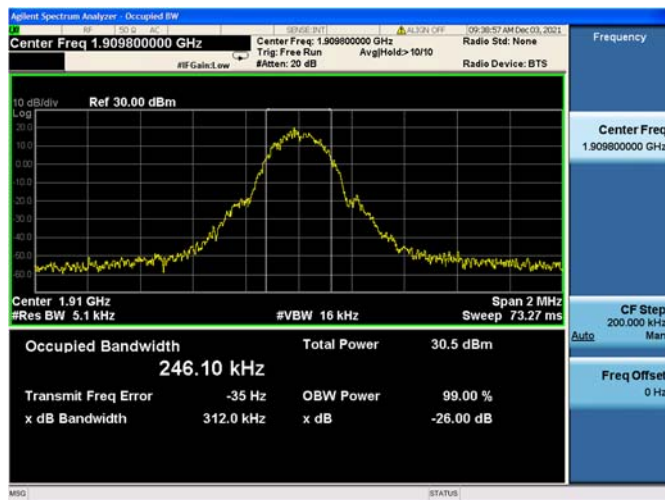 Agilent Spectrum Analyzer - Occupied BW
RF 50 Ω AC SENSE:INT ALIGN OFF 09:38:57 AM Dec 03, 2021
Center Freq 1.909800000 GHz
Center Freq: 1.909800000 GHz
Radio Std: None
Trig: Free Run Avg|Hold:> 10/10
#IFGain:Low #Atten: 20 dB Radio Device: BTS
Frequency
10 dB/div Ref 30.00 dBm
Log
20.0
10.0
0.00
-10.0
-20.0
-30.0
-40.0
-50.0
-60.0
Center 1.91 GHz Span 2 MHz
#Res BW 5.1 kHz #VBW 16 kHz Sweep 73.27 ms
Occupied Bandwidth Total Power 30.5 dBm
246.10 kHz
Transmit Freq Error -35 Hz OBW Power 99.00 %
x dB Bandwidth 312.0 kHz x dB -26.00 dB
Center Freq
1.909800000 GHz
CF Step
200.000 kHz
Auto Man
Freq Offset
0 Hz
MSG STATUS